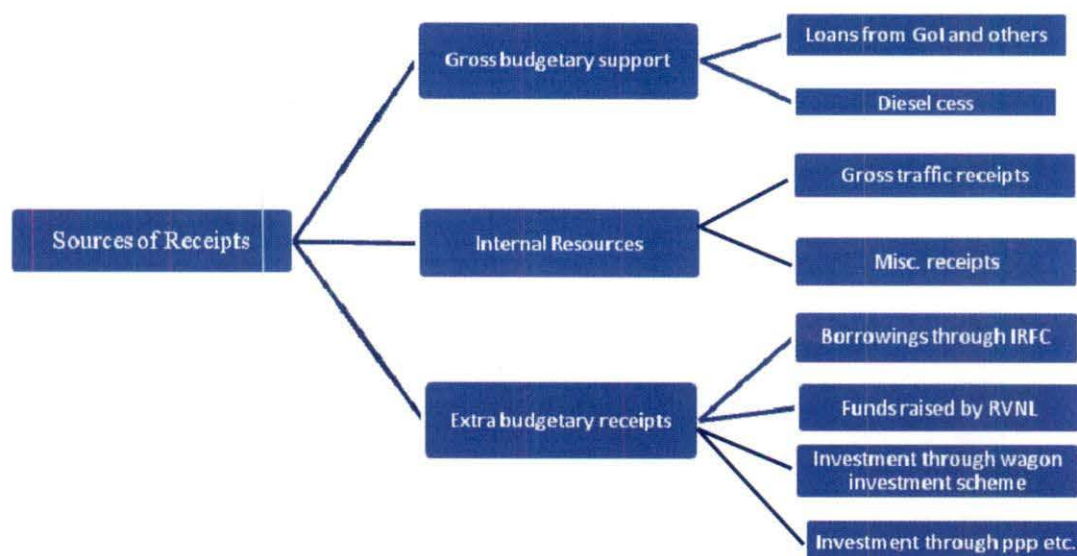 Loans from GoI and others
Gross budgetary support
Diesel cess
Gross traffic receipts
Sources of Receipts
Internal Resources
Misc. receipts
Borrowings through IRFC
Funds raised by RVNL
Extra budgetary receipts
Investment through wagon
investment scheme
Investment through ppp etc.